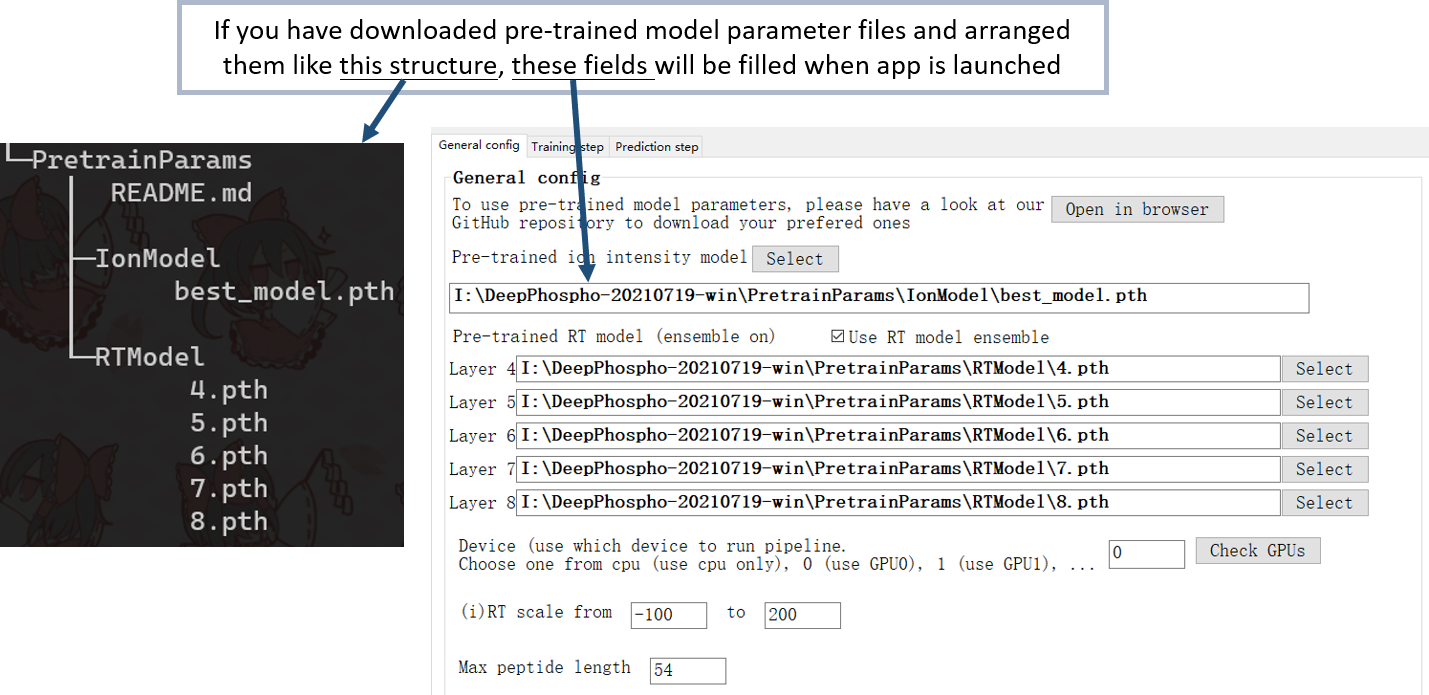 If you have downloaded pre-trained model parameter files and arranged
them like this structure, these fields will be filled when app is launched
PretrainParams
README.md
IonModel
best_model.pth
RTModel
4.pth
5.pth
6.pth
7.pth
8.pth
General config Training step Prediction step
General config
To use pre-trained model parameters, please have a look at our
GitHub repository to download your prefered ones
Open in browser
Pre-trained ion intensity model Select
I:\DeepPhospho-20210719-win\PretrainParams\IonModel\best_model.pth
Pre-trained RT model (ensemble on) Use RT model ensemble
Layer 4 I:\DeepPhospho-20210719-win\PretrainParams\RTModel\4.pth Select
Layer 5 I:\DeepPhospho-20210719-win\PretrainParams\RTModel\5.pth Select
Layer 6 I:\DeepPhospho-20210719-win\PretrainParams\RTModel\6.pth Select
Layer 7 I:\DeepPhospho-20210719-win\PretrainParams\RTModel\7.pth Select
Layer 8 I:\DeepPhospho-20210719-win\PretrainParams\RTModel\8.pth Select
Device (use which device to run pipeline.
Choose one from cpu (use cpu only), 0 (use GPU0), 1 (use GPU1), ...
0 Check GPUs
(i)RT scale from -100 to 200
Max peptide length 54